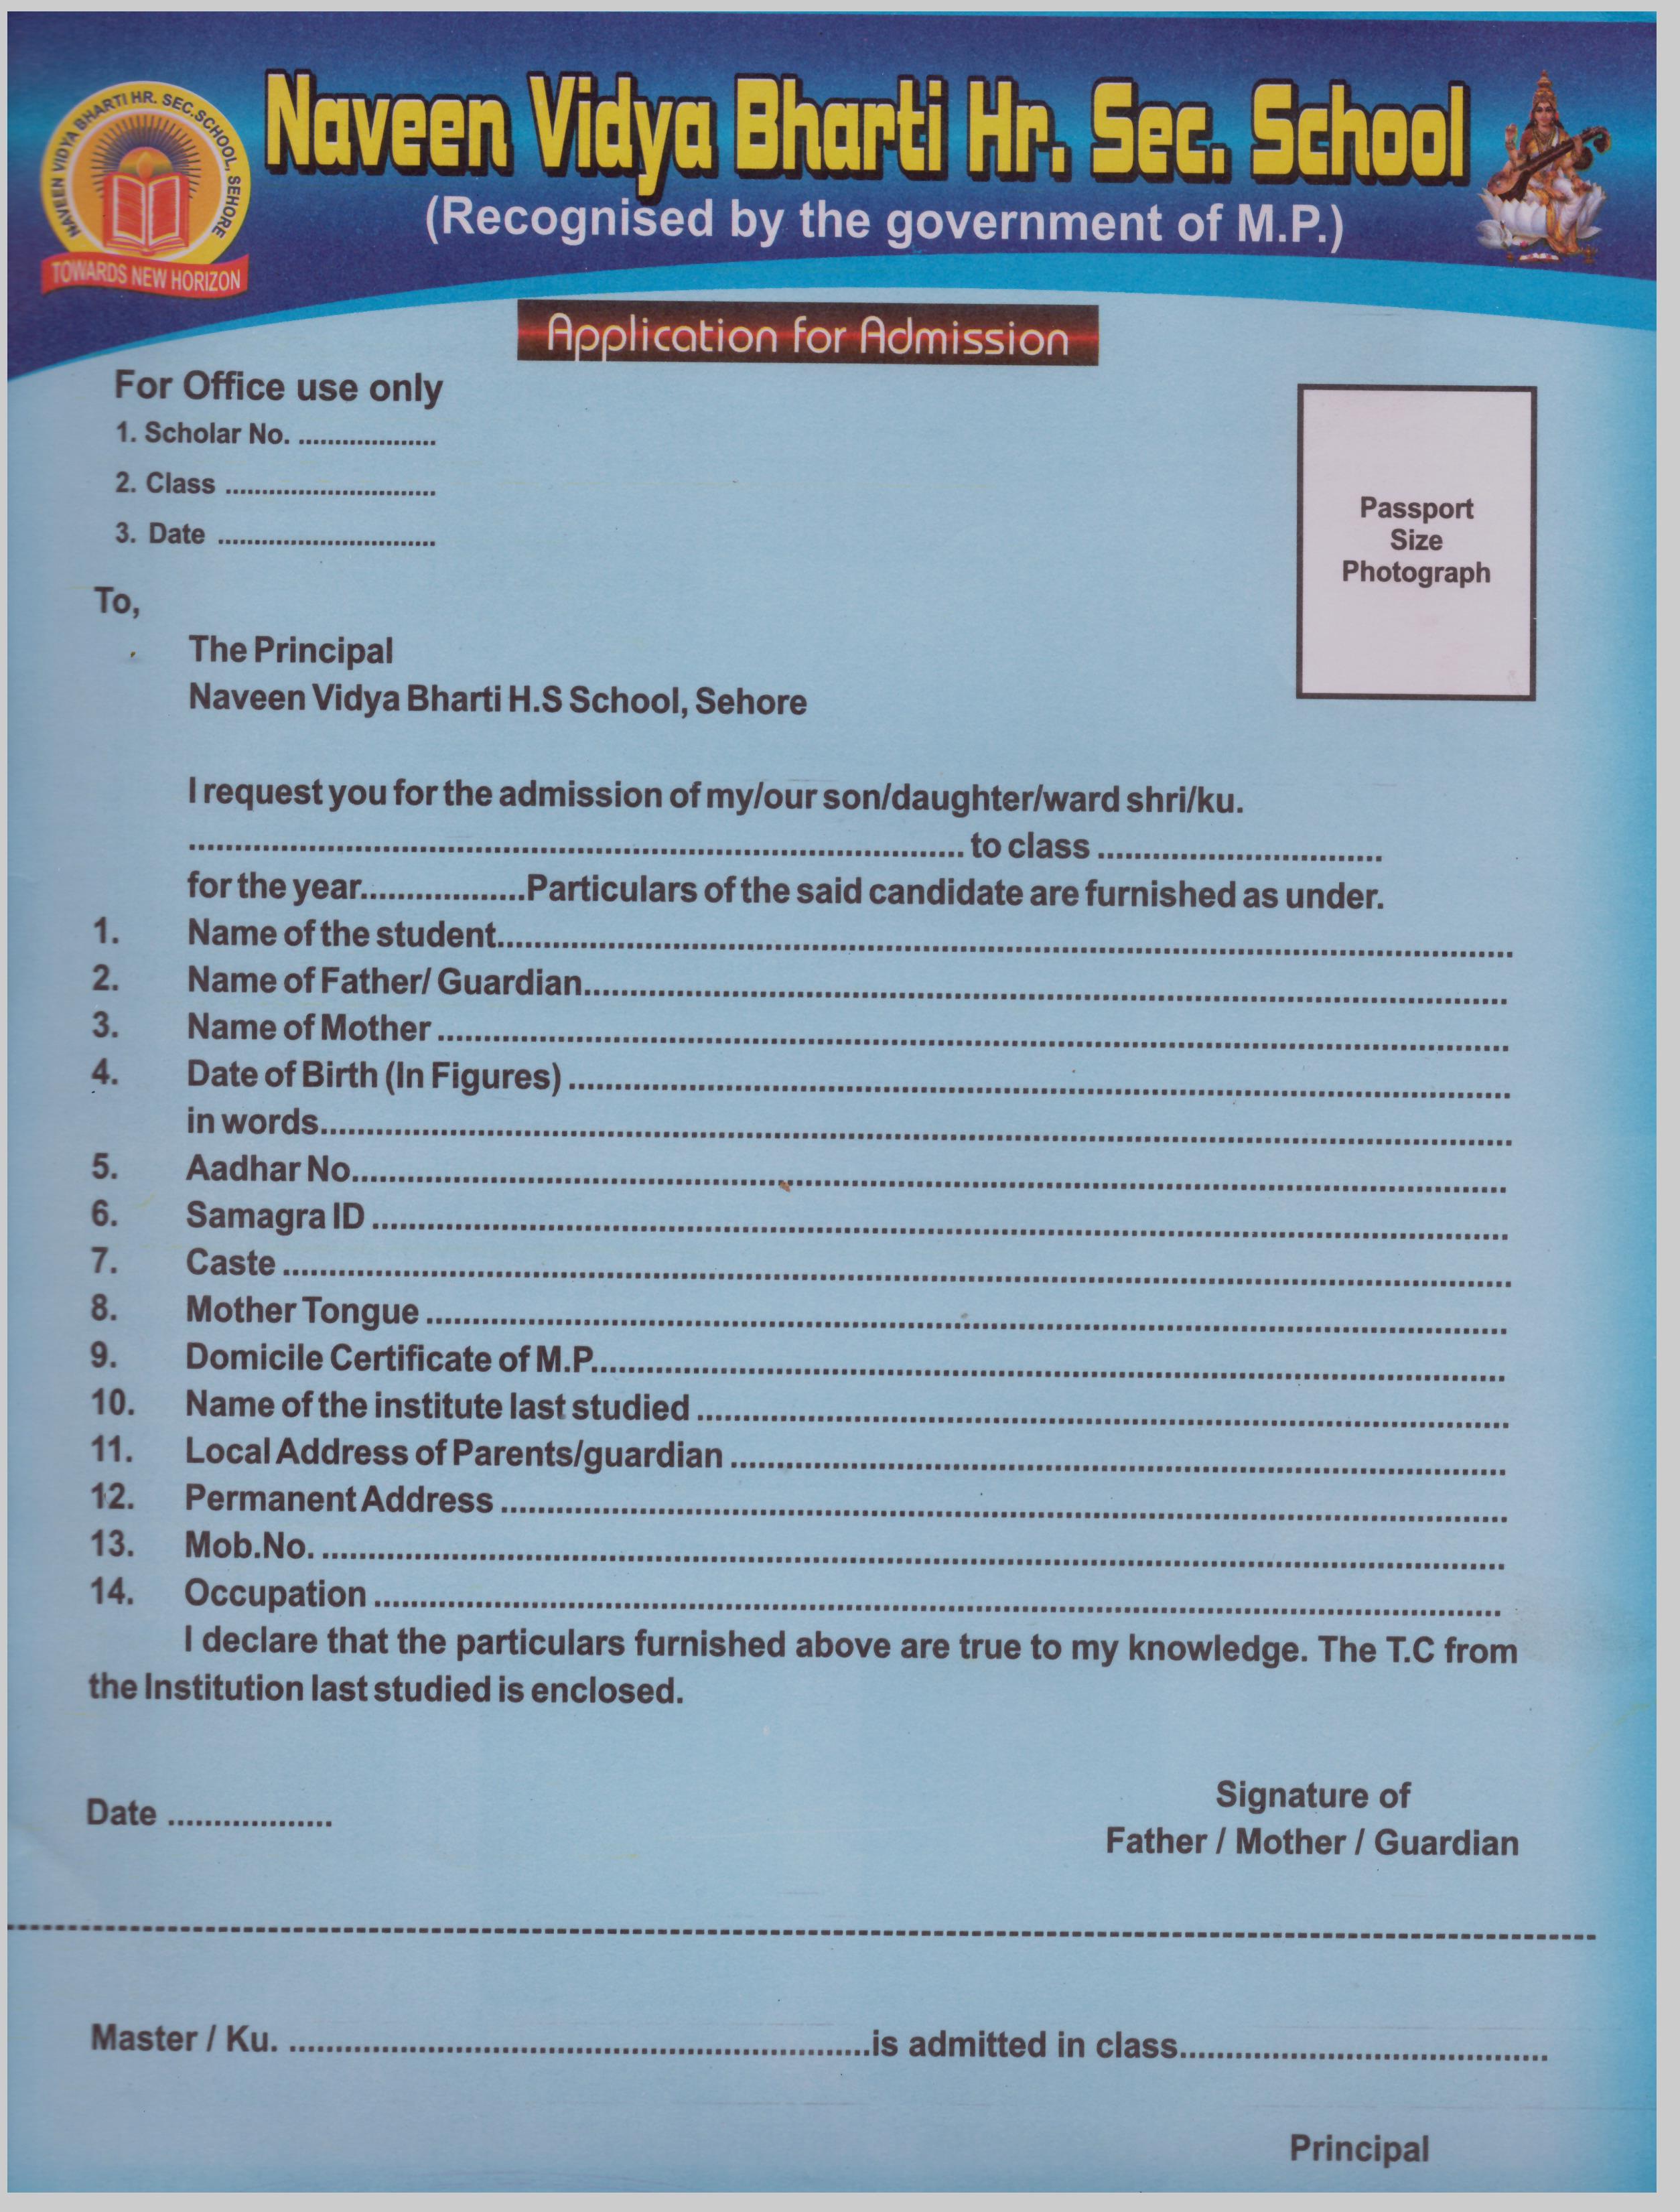 NAVEEN VIDYA BHARTI HR. SEC.SCHOOL, SEHORE
TOWARDS NEW HORIZON
Naveen Vidya Bharti Hr. Sec. School
(Recognised by the government of M.P.)
Application for Admission
For Office use only
1. Scholar No. ...................
2. Class .............................
3. Date ..............................
Passport
Size
Photograph
To,
The Principal
Naveen Vidya Bharti H.S School, Sehore
I request you for the admission of my/our son/daughter/ward shri/ku.
.................................................................................... to class ...............................
for the year..................Particulars of the said candidate are furnished as under.
1. Name of the student..............................................................................................................
2. Name of Father/ Guardian....................................................................................................
3. Name of Mother ....................................................................................................................
4. Date of Birth (In Figures) ......................................................................................................
in words.................................................................................................................................
5. Aadhar No.............................................................................................................................
6. Samagra ID ...........................................................................................................................
7. Caste .....................................................................................................................................
8. Mother Tongue .....................................................................................................................
9. Domicile Certificate of M.P...................................................................................................
10. Name of the institute last studied ........................................................................................
11. Local Address of Parents/guardian ....................................................................................
12. Permanent Address .............................................................................................................
13. Mob.No. ................................................................................................................................
14. Occupation ..........................................................................................................................
I declare that the particulars furnished above are true to my knowledge. The T.C from
the Institution last studied is enclosed.
Date ..................
Signature of
Father / Mother / Guardian
Master / Ku. ...............................................................is admitted in class........................................
Principal